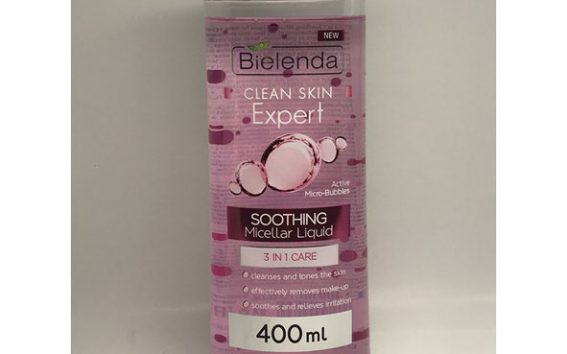 NEW
Bielenda
CLEAN SKIN
Expert
Active
Micro-Bubbles
SOOTHING
Micellar Liquid
3 IN 1 CARE
cleanses and tones the skin
effectively removes make-up
soothes and relieves irritation
400ml